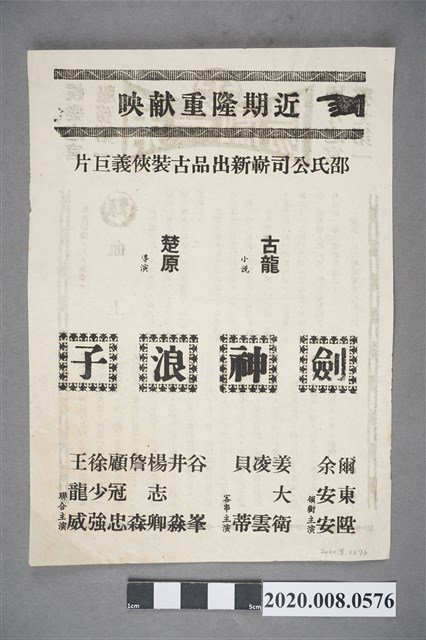 近期隆重献映
邵氏公司嶄新出品古裝俠義巨片
古龍
小說
楚原
導演
劍神浪子
爾東陞
余安安
領銜主演
姜大衛
凌雲
貝蒂
客串主演
谷峯
井淼
楊志卿
詹森
顧冠忠
徐少強
王龍威
聯合主演
2020.8.0576
1cm
5cm
2020.008.0576